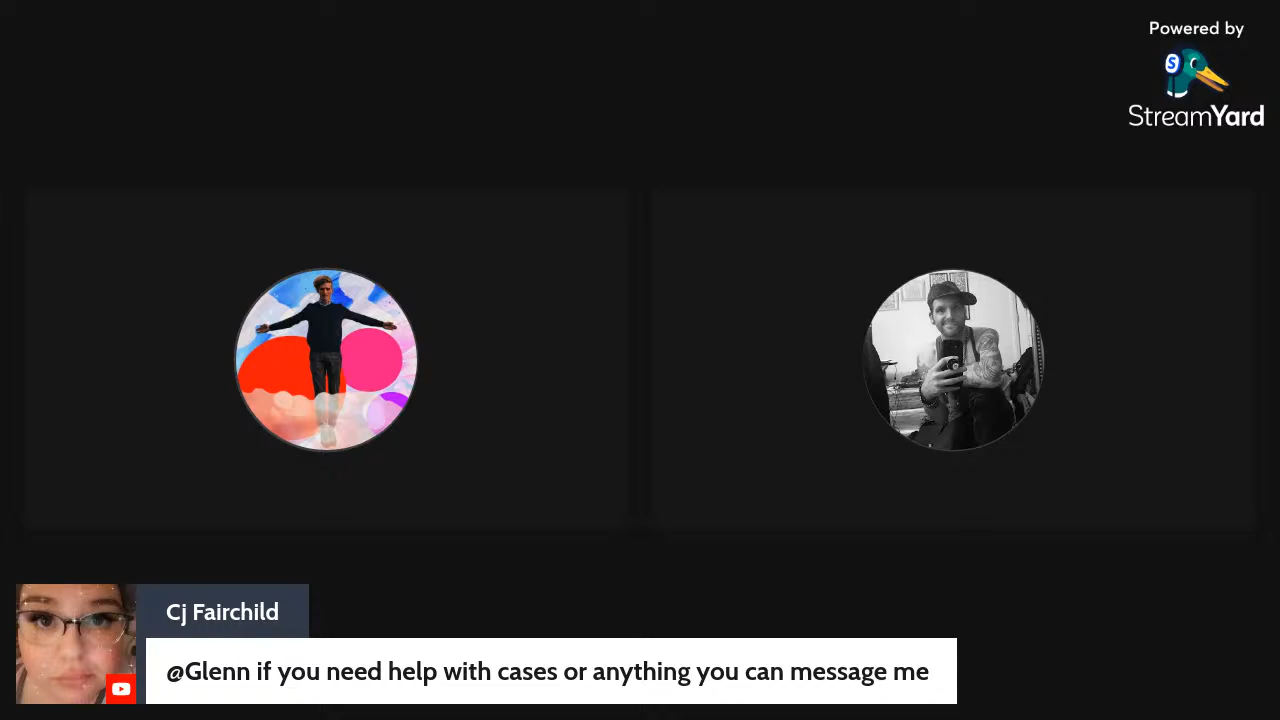 Powered by
StreamYard
Cj Fairchild
@Glenn if you need help with cases or anything you can message me